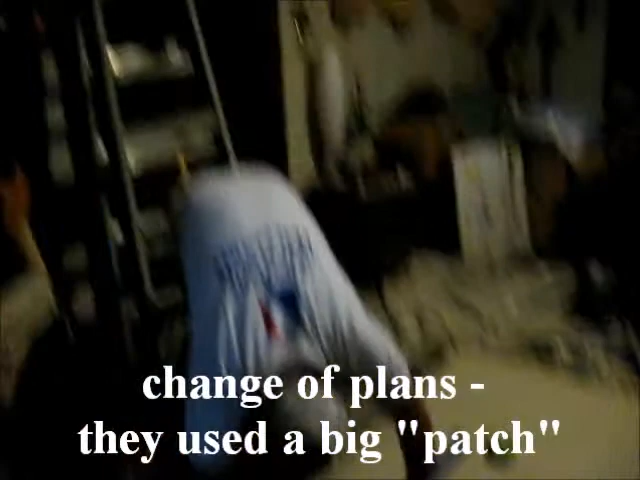 change of plans -
they used a big "patch"